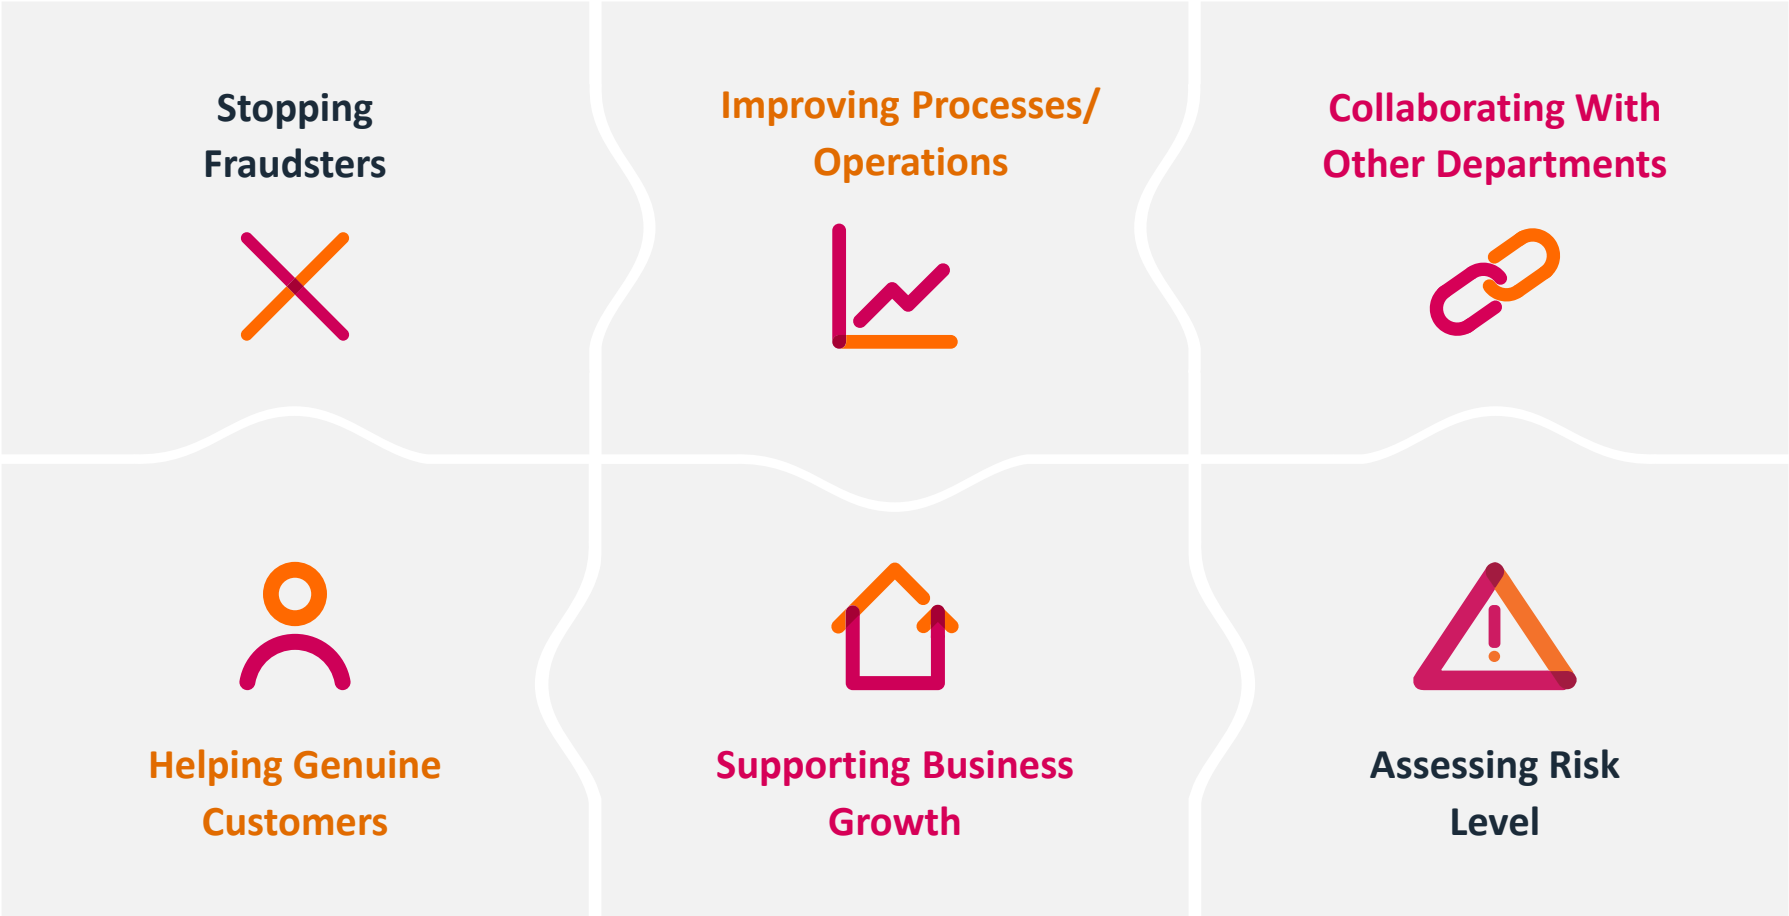 Stopping
Fraudsters
Improving Processes/
Operations
Collaborating With
Other Departments
Helping Genuine
Customers
Supporting Business
Growth
Assessing Risk
Level